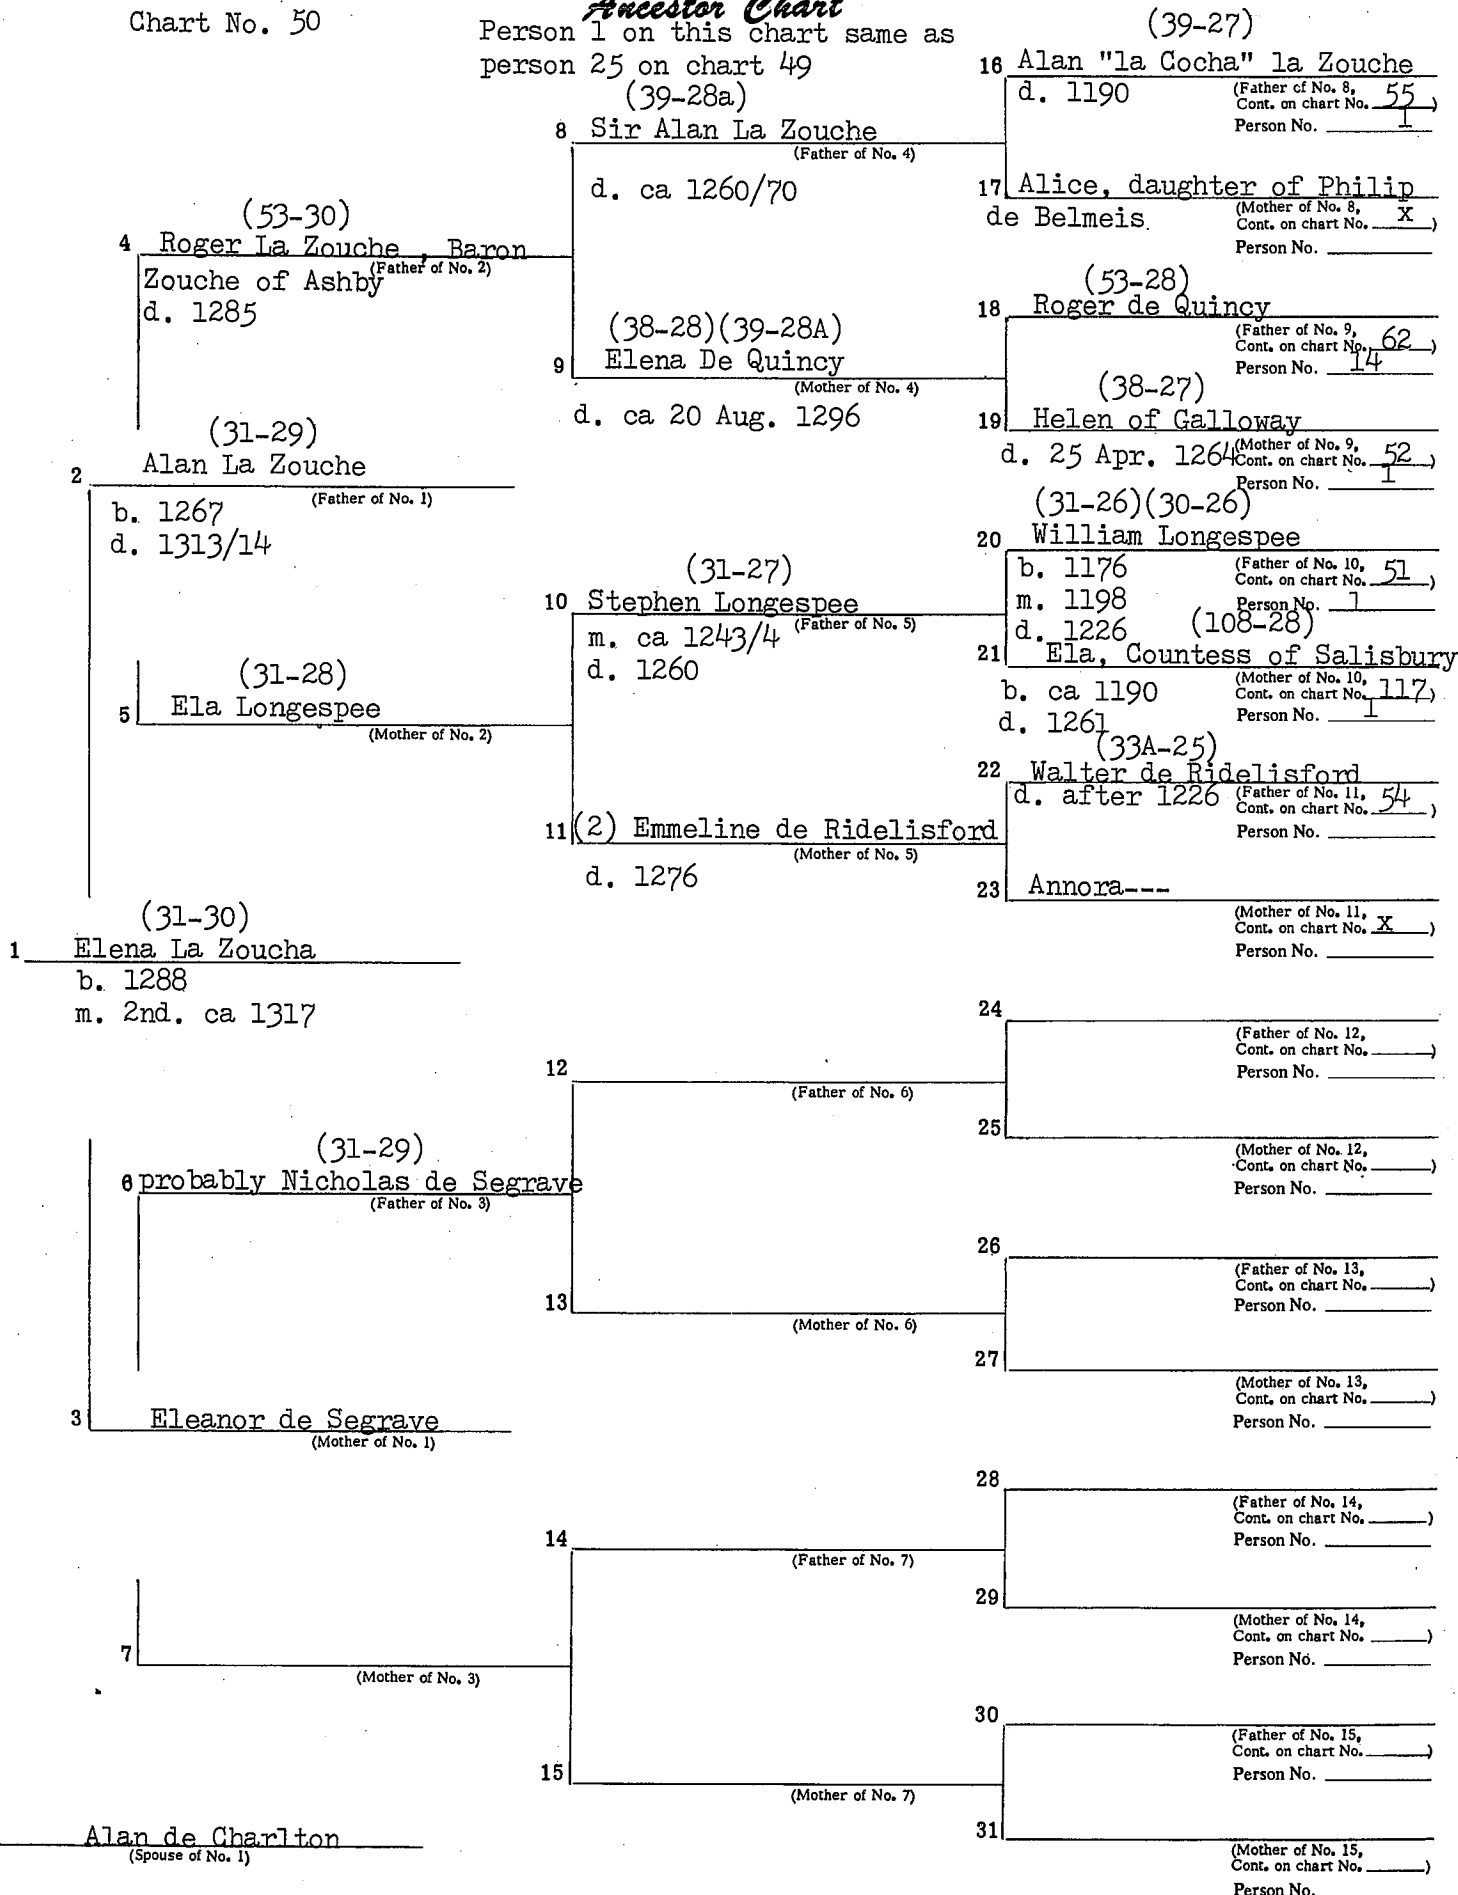 Chart No. 50
Ancestor Chart
Person 1 on this chart same as
person 25 on chart 49
(31-30)
1 Elena La Zoucha
b. 1288
m. 2nd. ca 1317
Alan de Charlton
(Spouse of No. 1)
(31-29)
2 Alan La Zouche
(Father of No. 1)
b. 1267
d. 1313/14
3 Eleanor de Segrave
(Mother of No. 1)
(53-30)
4 Roger La Zouche , Baron
(Father of No. 2)
Zouche of Ashby
d. 1285
(31-28)
5 Ela Longespee
(Mother of No. 2)
(31-29)
6 probably Nicholas de Segrave
(Father of No. 3)
7
(Mother of No. 3)
(39-28a)
8 Sir Alan La Zouche
(Father of No. 4)
d. ca 1260/70
(38-28)(39-28A)
9 Elena De Quincy
(Mother of No. 4)
d. ca 20 Aug. 1296
(31-27)
10 Stephen Longespee
(Father of No. 5)
m. ca 1243/4
d. 1260
11 (2) Emmeline de Ridelisford
(Mother of No. 5)
d. 1276
12
(Father of No. 6)
13
(Mother of No. 6)
14
(Father of No. 7)
15
(Mother of No. 7)
(39-27)
16 Alan "la Cocha" la Zouche
d. 1190
(Father of No. 8,
Cont. on chart No. 55)
Person No. 1
17 Alice, daughter of Philip
de Belmeis
(Mother of No. 8,
Cont. on chart No. x)
Person No.
(53-28)
18 Roger de Quincy
(Father of No. 9,
Cont. on chart No. 62)
Person No. 14
(38-27)
19 Helen of Galloway
d. 25 Apr. 1264
(Mother of No. 9,
Cont. on chart No. 52)
Person No. 1
(31-26)(30-26)
20 William Longespee
b. 1176
m. 1198
d. 1226
(Father of No. 10,
Cont. on chart No. 51)
Person No. 1
(108-28)
21 Ela, Countess of Salisbury
b. ca 1190
d. 1261
(Mother of No. 10,
Cont. on chart No. 117)
Person No. 1
(33A-25)
22 Walter de Ridelisford
d. after 1226
(Father of No. 11,
Cont. on chart No. 54)
Person No.
23 Annora---
(Mother of No. 11,
Cont. on chart No. x)
Person No.
24
(Father of No. 12,
Cont. on chart No. )
Person No.
25
(Mother of No. 12,
Cont. on chart No. )
Person No.
26
(Father of No. 13,
Cont. on chart No. )
Person No.
27
(Mother of No. 13,
Cont. on chart No. )
Person No.
28
(Father of No. 14,
Cont. on chart No. )
Person No.
29
(Mother of No. 14,
Cont. on chart No. )
Person No.
30
(Father of No. 15,
Cont. on chart No. )
Person No.
31
(Mother of No. 15,
Cont. on chart No. )
Person No.